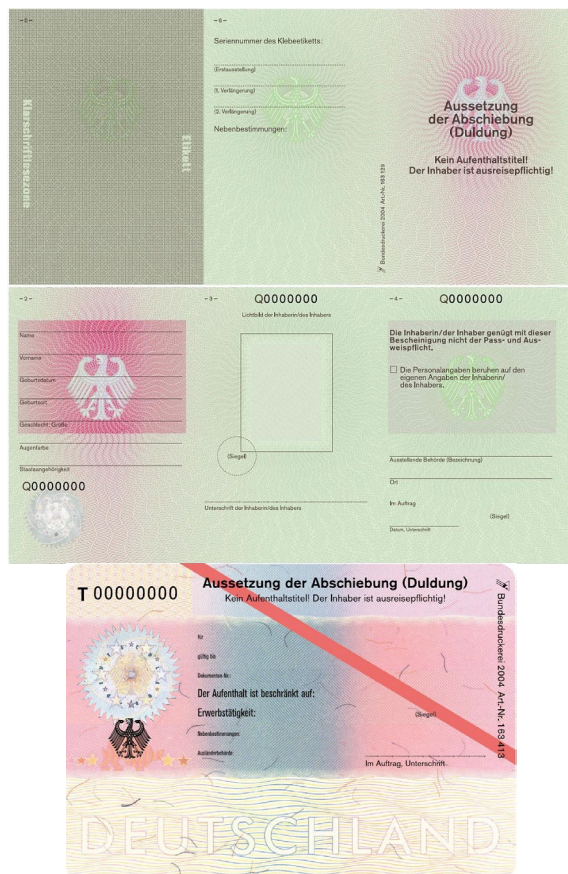 -5-
Klarschriftlesezone
Etikett
-6-
Seriennummer des Klebeetiketts:
(Erstausstellung)
(1. Verlängerung)
(2. Verlängerung)
Nebenbestimmungen:
Bundesdruckerei 2004 Art.-Nr. 163 129
Aussetzung
der Abschiebung
(Duldung)
Kein Aufenthaltstitel!
Der Inhaber ist ausreisepflichtig!
-2-
Name
Vorname
Geburtsdatum
Geburtsort
Geschlecht: Größe
Augenfarbe
Staatsangehörigkeit
Q0000000
-3-
Q0000000
Lichtbild der Inhaberin/des Inhabers
(Siegel)
Unterschrift der Inhaberin/des Inhabers
-4-
Q0000000
Die Inhaberin/der Inhaber genügt mit dieser
Bescheinigung nicht der Pass- und Aus-
weispflicht.
Die Personalangaben beruhen auf den
eigenen Angaben der Inhaberin/
des Inhabers.
Ausstellende Behörde (Bezeichnung)
Ort
Im Auftrag
(Siegel)
Datum, Unterschrift
T 00000000
Aussetzung der Abschiebung (Duldung)
Kein Aufenthaltstitel! Der Inhaber ist ausreisepflichtig!
Nr
gültig bis
Dokumenten-Nr.:
Der Aufenthalt ist beschränkt auf:
Erwerbstätigkeit:
Nebenbestimmungen:
Ausländerbehörde:
(Siegel)
Im Auftrag, Unterschrift
Bundesdruckerei 2004 Art.-Nr. 163 413
DEUTSCHLAND